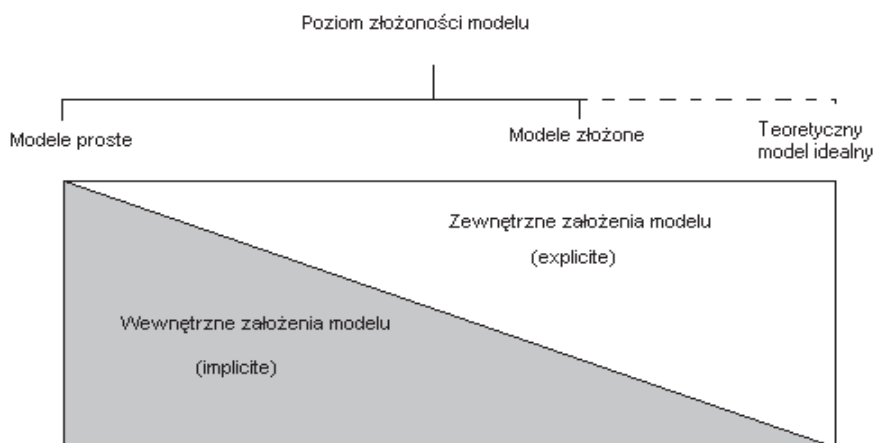 Poziom złożoności modelu
Modele proste
Modele złożone
Teoretyczny
model idealny
Zewnętrzne założenia modelu
(explicite)
Wewnętrzne założenia modelu
(implicite)